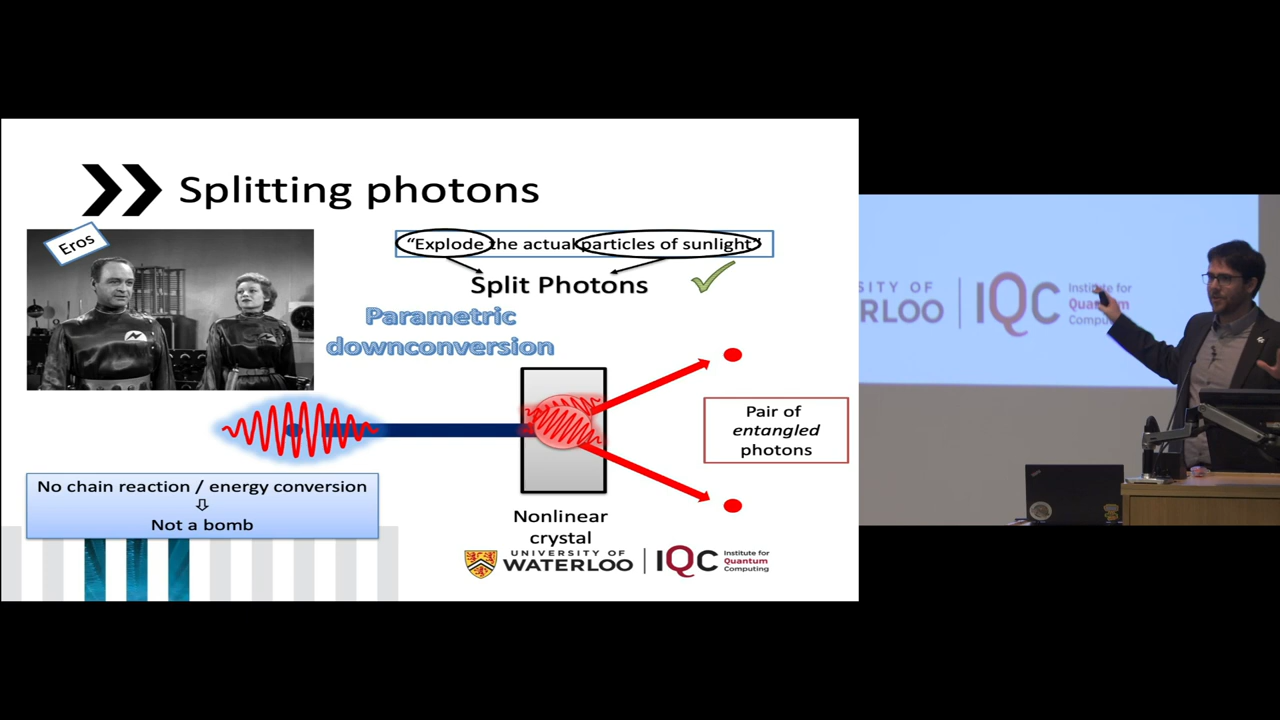 Splitting photons
Eros
“Explode the actual particles of sunlight”
Split Photons
Parametric
downconversion
Pair of
entangled
photons
No chain reaction / energy conversion
Not a bomb
Nonlinear
crystal
UNIVERSITY OF
WATERLOO
IQC
Institute for
Quantum
Computing
SITY OF
RLOO
IQC
Institute for
Quantum